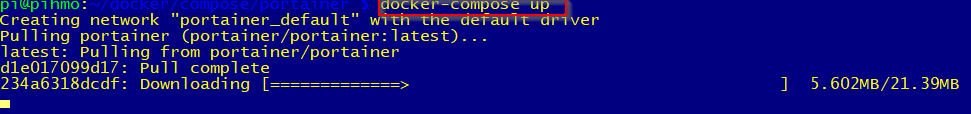 pi@pihmo:~/docker/compose/portainer $ docker-compose up
Creating network "portainer_default" with the default driver
Pulling portainer (portainer/portainer:latest)...
latest: Pulling from portainer/portainer
d1e017099d17: Pull complete
234a6318dcdf: Downloading [=============>                                     ]  5.602MB/21.39MB